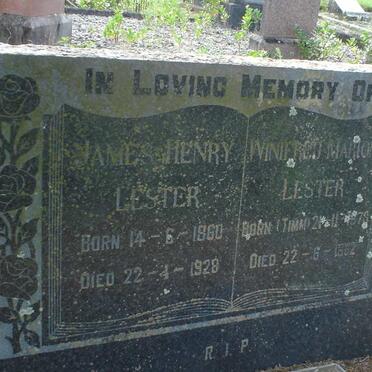 IN LOVING MEMORY OF
JAMES HENRY
LESTER
BORN 14-6-1860
DIED 22-4-1928
WINIFRED
LESTER
BORN (TIMM)
DIED 22-6-
R.I.P.